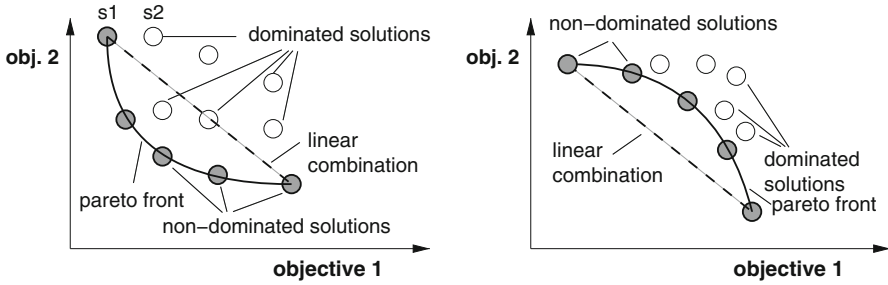 s1 s2
dominated solutions
obj. 2
linear
combination
pareto front
non−dominated solutions
objective 1
non−dominated solutions
obj. 2
linear
combination
dominated
solutions
pareto front
objective 1